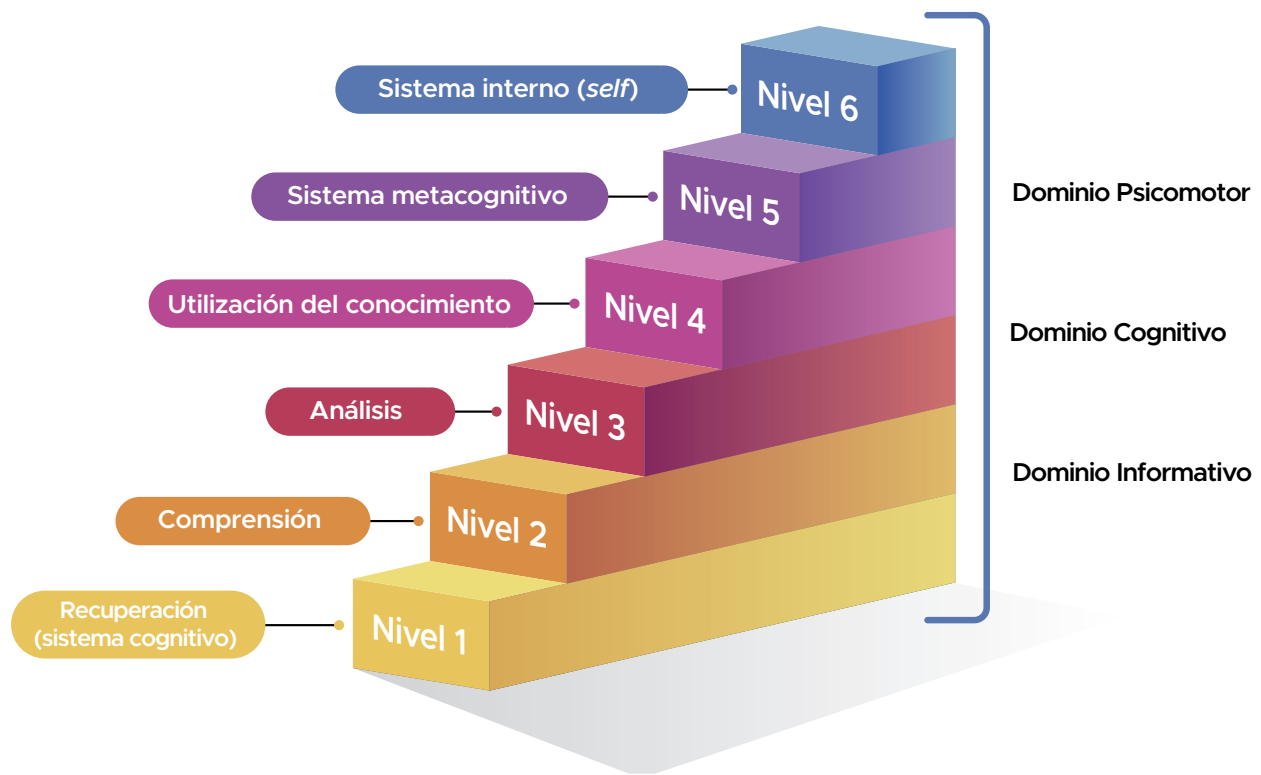 Sistema interno (self)
Nivel 6
Sistema metacognitivo
Nivel 5
Dominio Psicomotor
Utilización del conocimiento
Nivel 4
Dominio Cognitivo
Análisis
Nivel 3
Dominio Informativo
Comprensión
Nivel 2
Recuperación
(sistema cognitivo)
Nivel 1